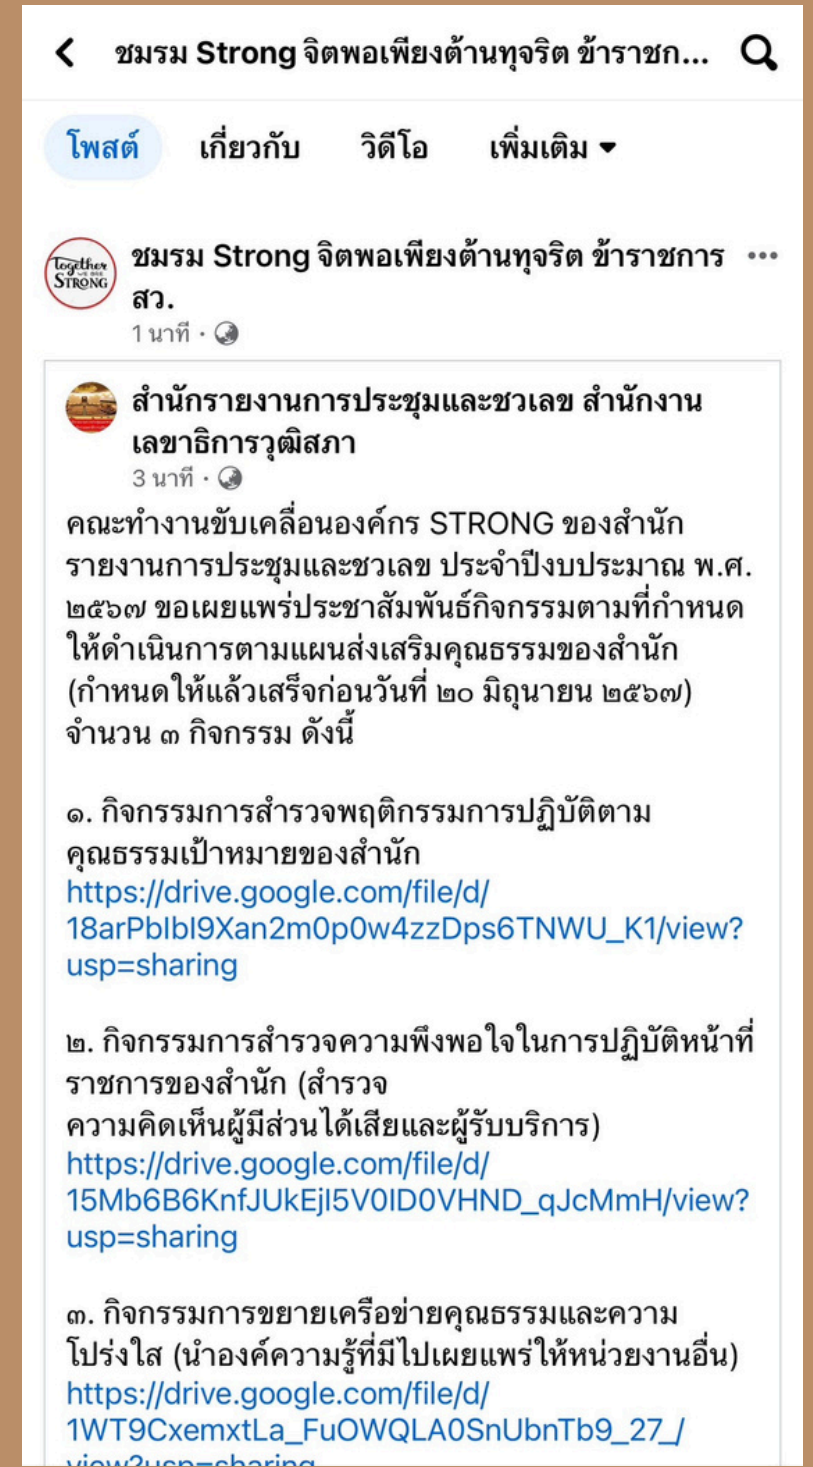 ชมรม Strong จิตพอเพียงต้านทุจริต ข้าราชก...
โพสต์ เกี่ยวกับ วิดีโอ เพิ่มเติม
Together
WE ARE
STRONG
ชมรม Strong จิตพอเพียงต้านทุจริต ข้าราชการ
สว.
1 นาที ·
สำนักรายงานการประชุมและชวเลข สำนักงาน
เลขาธิการวุฒิสภา
3 นาที ·
คณะทำงานขับเคลื่อนองค์กร STRONG ของสำนัก
รายงานการประชุมและชวเลข ประจำปีงบประมาณ พ.ศ.
๒๕๖๗ ขอเผยแพร่ประชาสัมพันธ์กิจกรรมตามที่กำหนด
ให้ดำเนินการตามแผนส่งเสริมคุณธรรมของสำนัก
(กำหนดให้แล้วเสร็จก่อนวันที่ ๒๐ มิถุนายน ๒๕๖๗)
จำนวน ๓ กิจกรรม ดังนี้
๑. กิจกรรมการสำรวจพฤติกรรมการปฏิบัติตาม
คุณธรรมเป้าหมายของสำนัก
https://drive.google.com/file/d/
18arPbIbI9Xan2m0p0w4zzDps6TNWU_K1/view?
usp=sharing
๒. กิจกรรมการสำรวจความพึงพอใจในการปฏิบัติหน้าที่
ราชการของสำนัก (สำรวจ
ความคิดเห็นผู้มีส่วนได้เสียและผู้รับบริการ)
https://drive.google.com/file/d/
15Mb6B6KnfJUkEjI5V0ID0VHND_qJcMmH/view?
usp=sharing
๓. กิจกรรมการขยายเครือข่ายคุณธรรมและความ
โปร่งใส (นำองค์ความรู้ที่มีไปเผยแพร่ให้หน่วยงานอื่น)
https://drive.google.com/file/d/
1WT9CxemxtLa_FuOWQLA0SnUbnTb9_27_/
view?usp=sharing